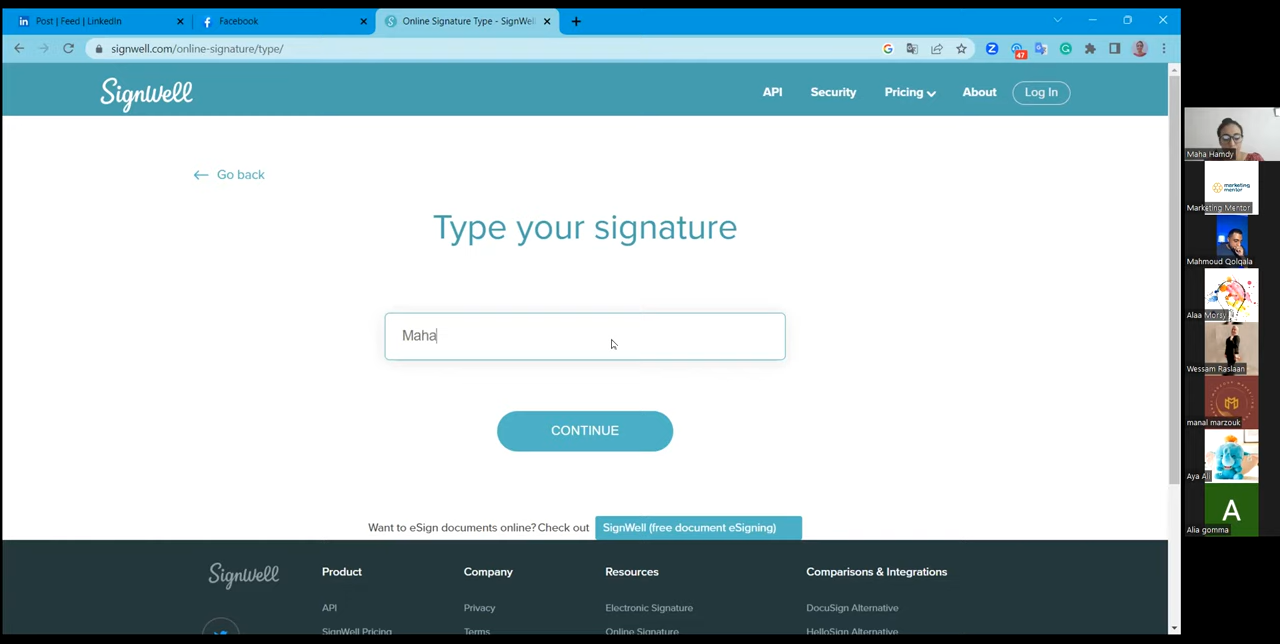 Post | Feed | LinkedIn
Facebook
Online Signature Type - SignWell
signwell.com/online-signature/type/
47
SignWell
API
Security
Pricing
About
Log In
Go back
Type your signature
Maha
CONTINUE
Want to eSign documents online? Check out
SignWell (free document eSigning)
SignWell
Product
Company
Resources
Comparisons & Integrations
API
Privacy
Electronic Signature
DocuSign Alternative
SignWell Pricing
Terms
Online Signature
HelloSign Alternative
Maha Hamdy
marketing
mentor
Marketing Mentor
Mahmoud Qolqala
Alaa Morsy
Wessam Raslaan
manal marzouk
Aya Ali
A
Alia gomma